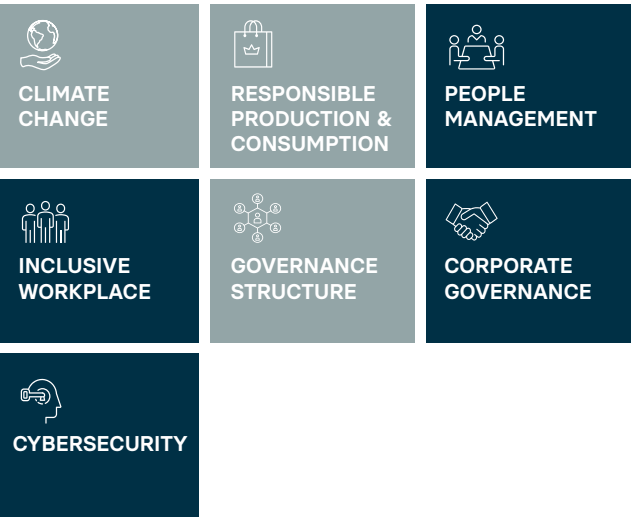 CLIMATE
CHANGE
RESPONSIBLE
PRODUCTION &
CONSUMPTION
PEOPLE
MANAGEMENT
INCLUSIVE
WORKPLACE
GOVERNANCE
STRUCTURE
CORPORATE
GOVERNANCE
CYBERSECURITY